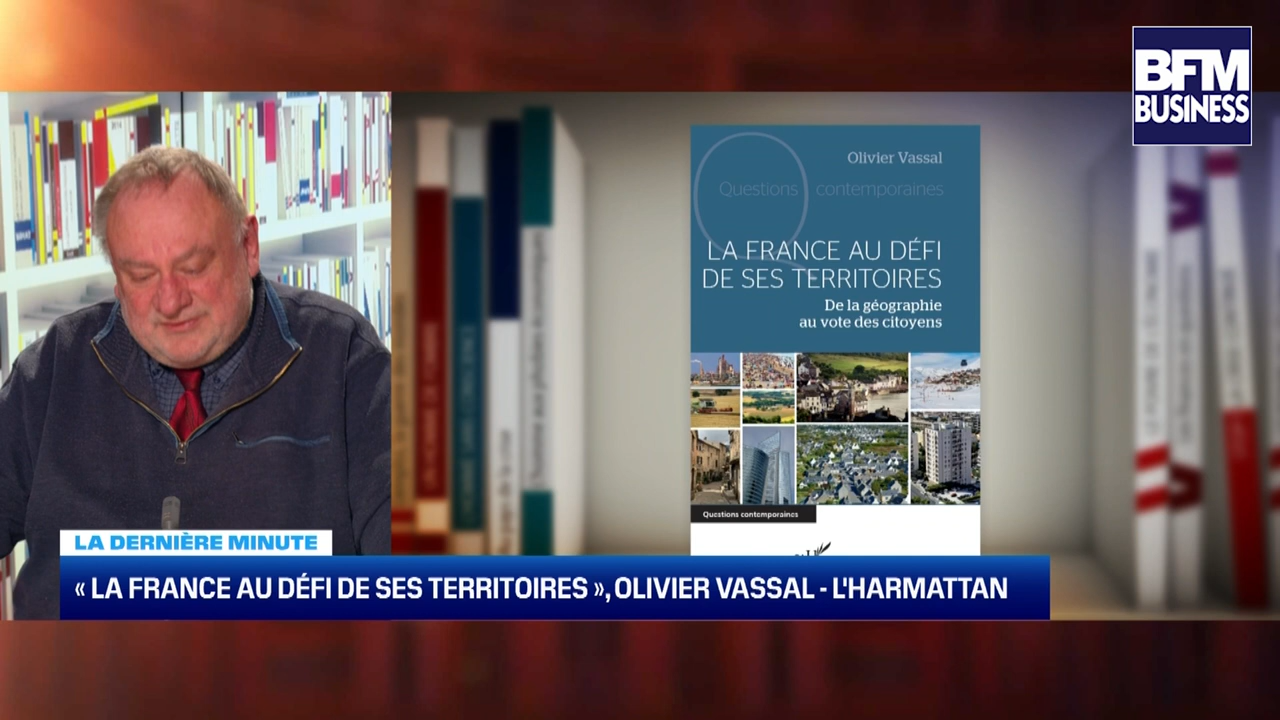 BFM
BUSINESS
Olivier Vassal
Questions contemporaines
LA FRANCE AU DÉFI
DE SES TERRITOIRES
De la géographie
au vote des citoyens
Questions contemporaines
LA DERNIÈRE MINUTE
« LA FRANCE AU DÉFI DE SES TERRITOIRES », OLIVIER VASSAL - L'HARMATTAN